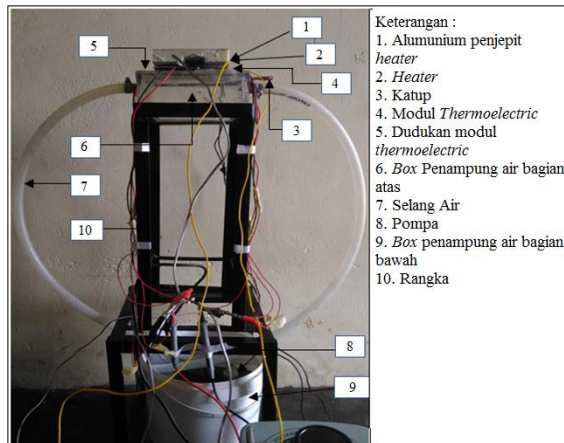 1
2
3
4
5
6
7
8
9
10
Keterangan :
1. Alumunium penjepit
heater
2. Heater
3. Katup
4. Modul Thermoelectric
5. Dudukan modul
thermoelectric
6. Box Penampung air bagian
atas
7. Selang Air
8. Pompa
9. Box penampung air bagian
bawah
10. Rangka